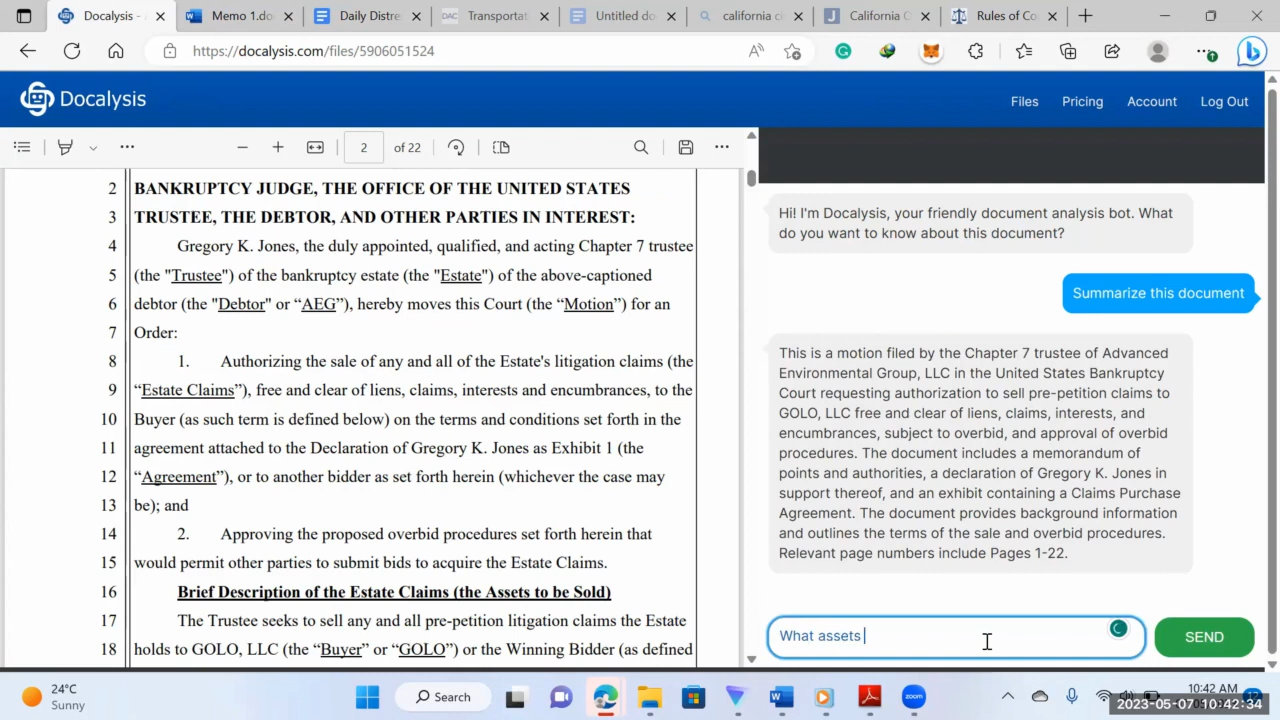 Docalysis -
Memo 1.do
Daily Distre
DAC
Transportat
Untitled do
california ci
California C
Rules of Co
https://docalysis.com/files/5906051524
Docalysis
Files
Pricing
Account
Log Out
2
of 22
2 BANKRUPTCY JUDGE, THE OFFICE OF THE UNITED STATES
3 TRUSTEE, THE DEBTOR, AND OTHER PARTIES IN INTEREST:
4 Gregory K. Jones, the duly appointed, qualified, and acting Chapter 7 trustee
5 (the "Trustee") of the bankruptcy estate (the "Estate") of the above-captioned
6 debtor (the "Debtor" or “AEG”), hereby moves this Court (the “Motion”) for an
7 Order:
8 1. Authorizing the sale of any and all of the Estate's litigation claims (the
9 “Estate Claims”), free and clear of liens, claims, interests and encumbrances, to the
10 Buyer (as such term is defined below) on the terms and conditions set forth in the
11 agreement attached to the Declaration of Gregory K. Jones as Exhibit 1 (the
12 “Agreement”), or to another bidder as set forth herein (whichever the case may
13 be); and
14 2. Approving the proposed overbid procedures set forth herein that
15 would permit other parties to submit bids to acquire the Estate Claims.
16 Brief Description of the Estate Claims (the Assets to be Sold)
17 The Trustee seeks to sell any and all pre-petition litigation claims the Estate
18 holds to GOLO, LLC (the “Buyer” or “GOLO”) or the Winning Bidder (as defined
Hi! I'm Docalysis, your friendly document analysis bot. What
do you want to know about this document?
Summarize this document
This is a motion filed by the Chapter 7 trustee of Advanced
Environmental Group, LLC in the United States Bankruptcy
Court requesting authorization to sell pre-petition claims to
GOLO, LLC free and clear of liens, claims, interests, and
encumbrances, subject to overbid, and approval of overbid
procedures. The document includes a memorandum of
points and authorities, a declaration of Gregory K. Jones in
support thereof, and an exhibit containing a Claims Purchase
Agreement. The document provides background information
and outlines the terms of the sale and overbid procedures.
Relevant page numbers include Pages 1-22.
What assets
SEND
24°C
Sunny
Search
zoom
10:42 AM
2023-05-07 10:42:34